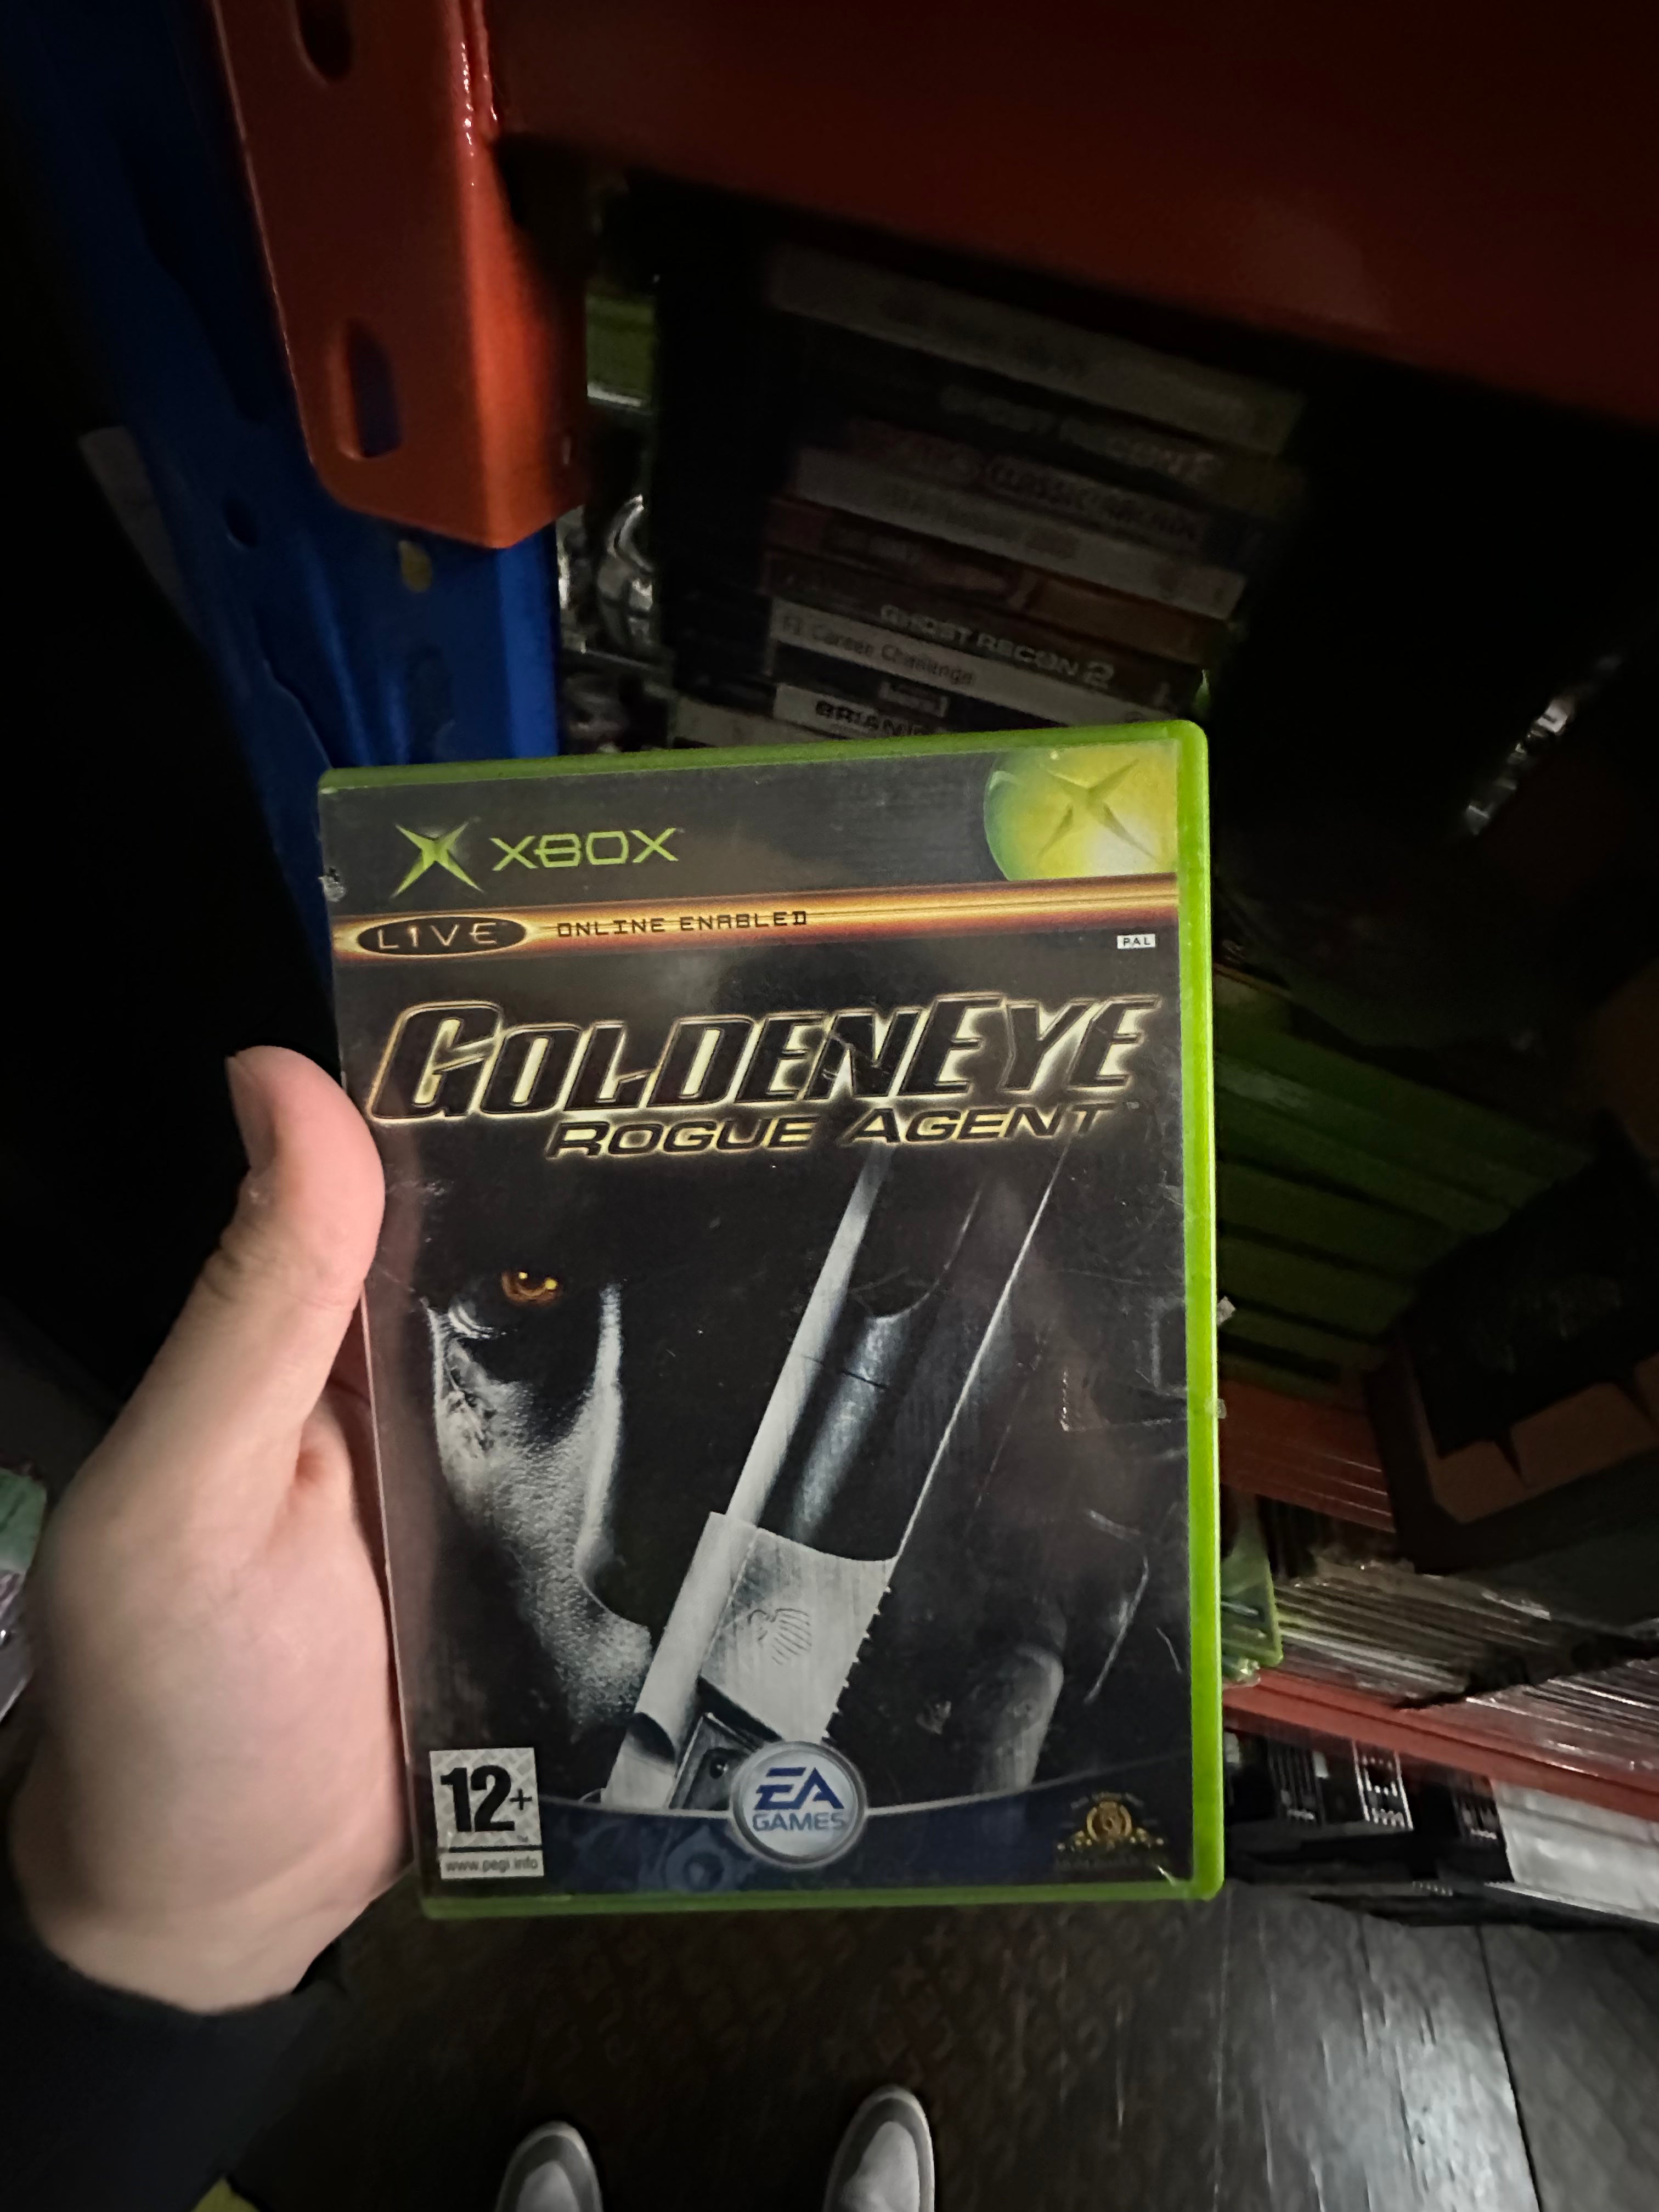 GHOST RECON 2
F1 Career Challenge
BRIAN
XBOX
LIVE ONLINE ENABLED
PAL
GOLDENEYE
ROGUE AGENT
12+
www.pegi.info
EA
GAMES